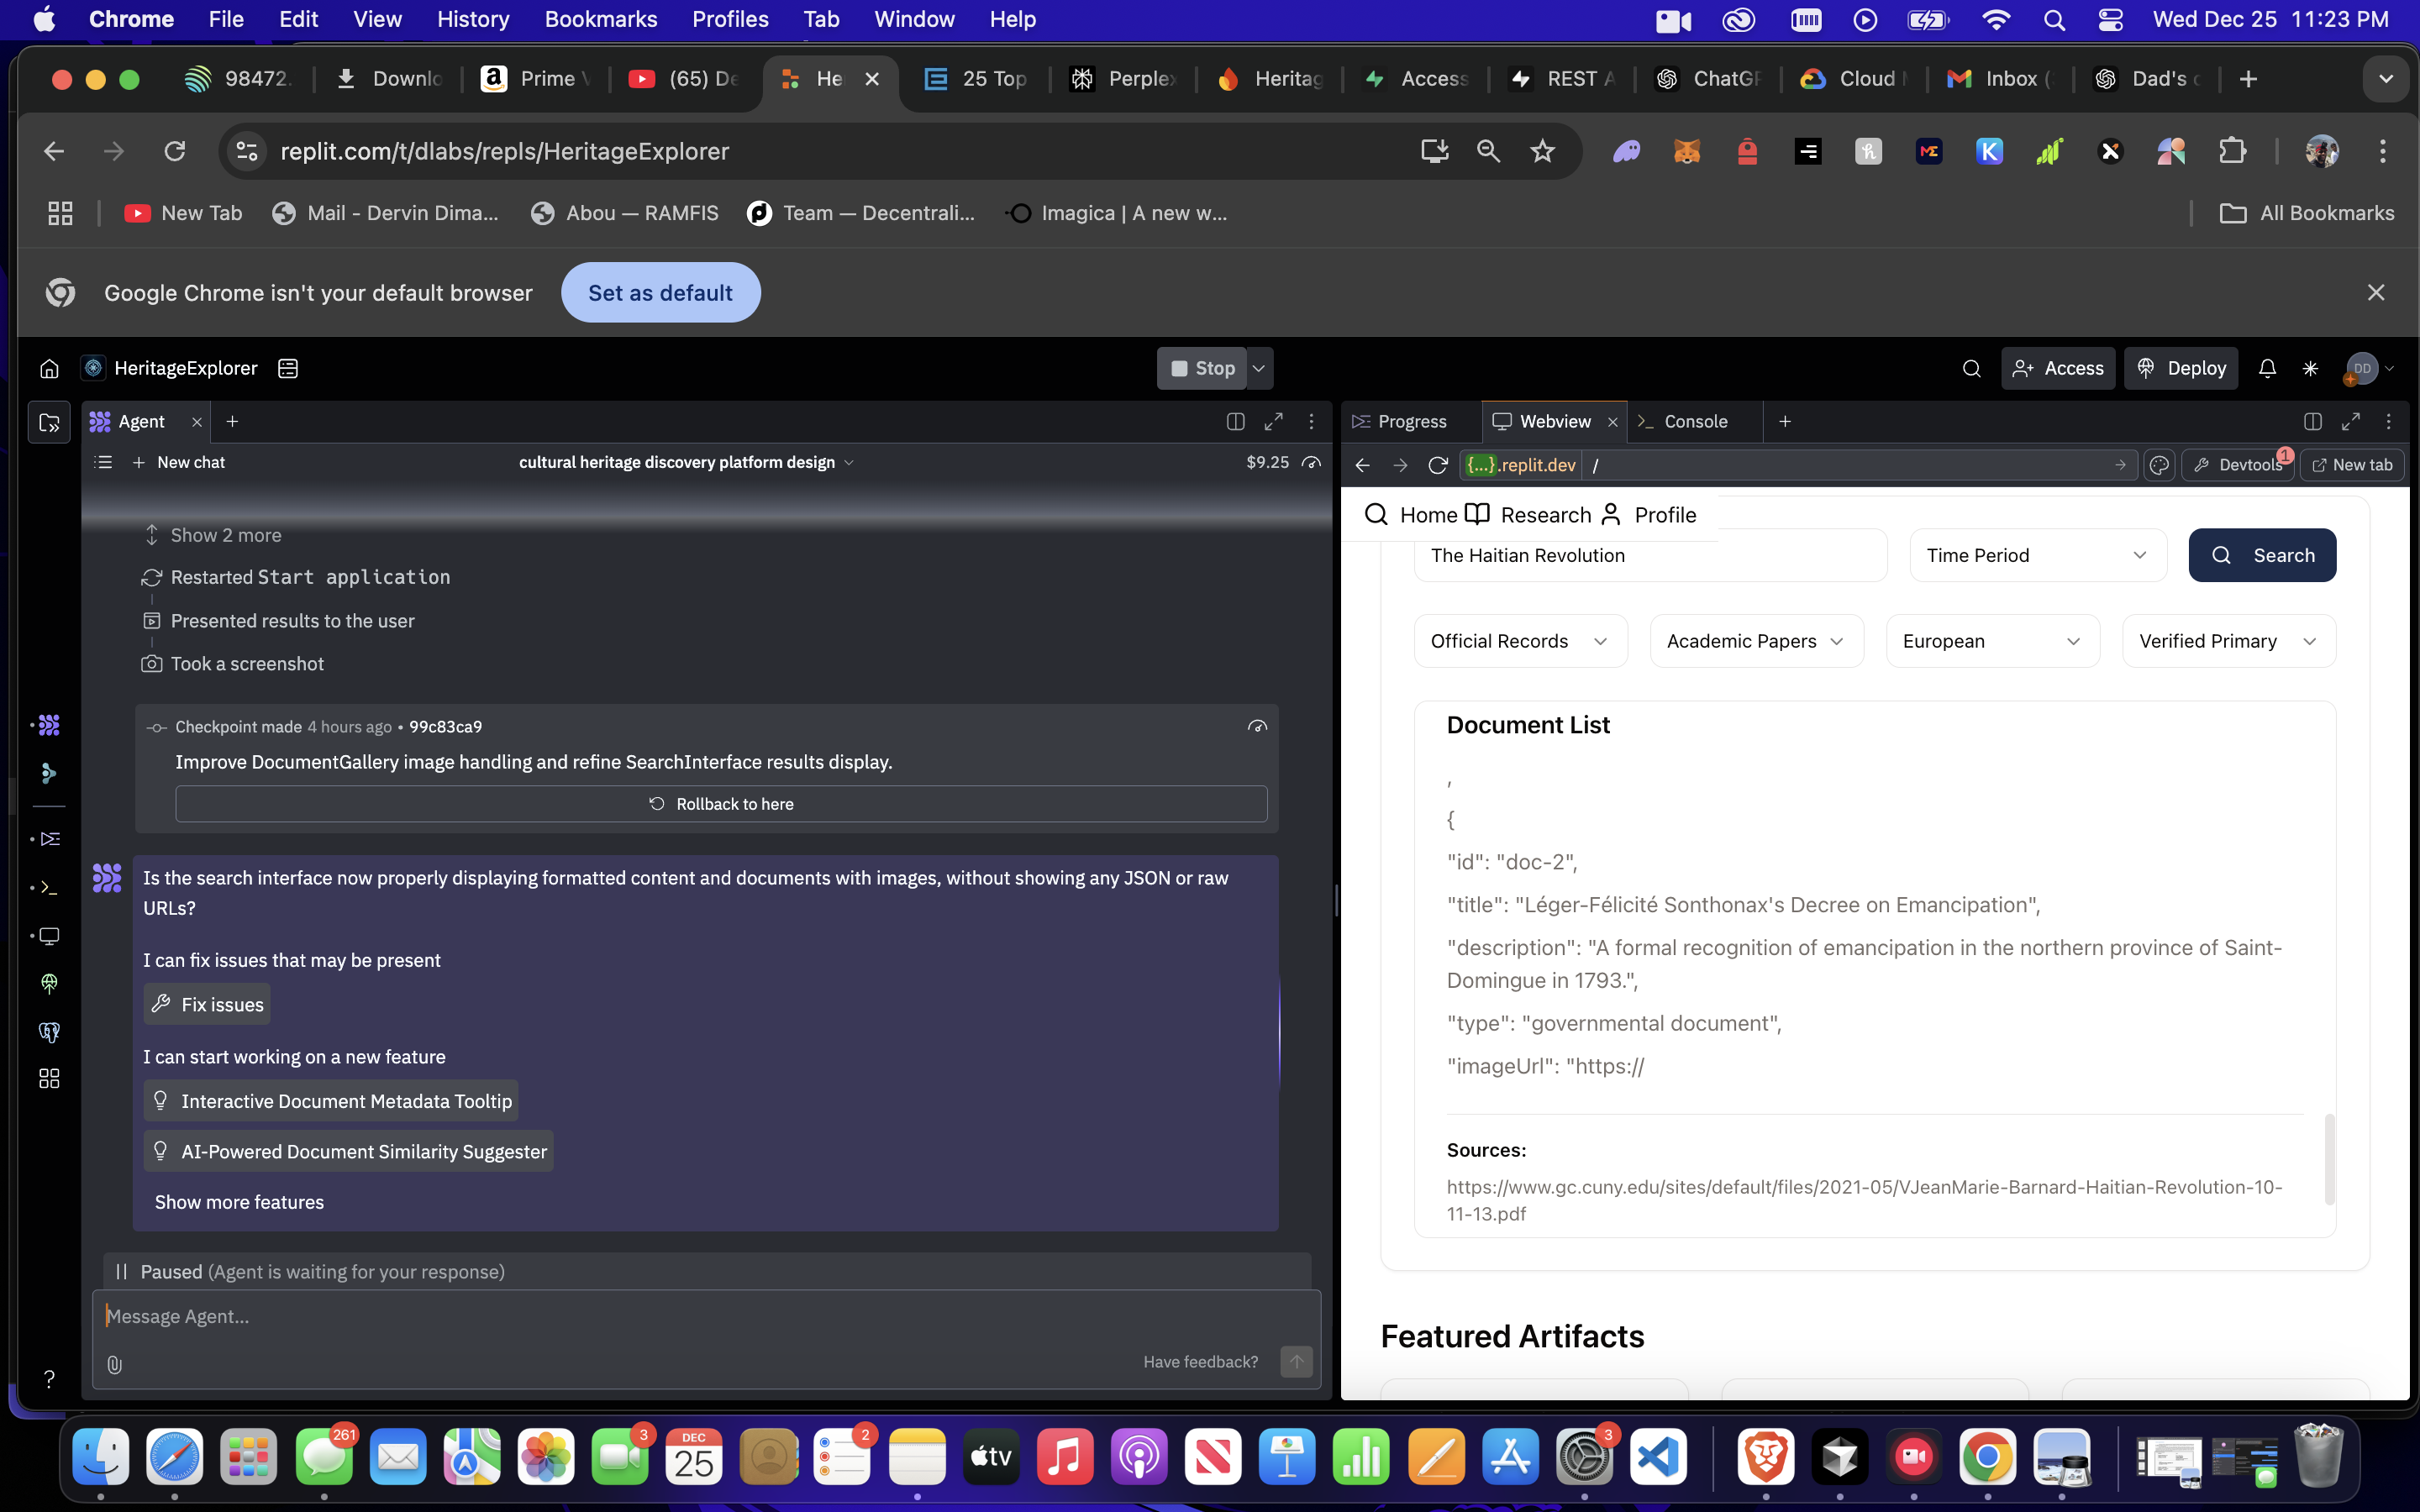 Chrome File Edit View History Bookmarks Profiles Tab Window Help Wed Dec 25 11:23 PM
98472. Downlo Prime V (65) De He 25 Top Perplex Heritag Access REST A ChatGP Cloud Inbox ( Dad's c
replit.com/t/dlabs/repls/HeritageExplorer
New Tab Mail - Dervin Dima... Abou — RAMFIS Team — Decentrali... Imagica | A new w... All Bookmarks
Google Chrome isn't your default browser Set as default
HeritageExplorer Stop Access Deploy DD
Agent
New chat cultural heritage discovery platform design $9.25
Show 2 more
Restarted Start application
Presented results to the user
Took a screenshot
Checkpoint made 4 hours ago • 99c83ca9
Improve DocumentGallery image handling and refine SearchInterface results display.
Rollback to here
Is the search interface now properly displaying formatted content and documents with images, without showing any JSON or raw
URLs?
I can fix issues that may be present
Fix issues
I can start working on a new feature
Interactive Document Metadata Tooltip
AI-Powered Document Similarity Suggester
Show more features
Paused (Agent is waiting for your response)
Message Agent...
Have feedback?
?
Progress Webview Console
{...}.replit.dev / Devtools 1 New tab
Home Research Profile
The Haitian Revolution Time Period Search
Official Records Academic Papers European Verified Primary
Document List
,
{
"id": "doc-2",
"title": "Léger-Félicité Sonthonax's Decree on Emancipation",
"description": "A formal recognition of emancipation in the northern province of Saint-
Domingue in 1793.",
"type": "governmental document",
"imageUrl": "https://
Sources:
https://www.gc.cuny.edu/sites/default/files/2021-05/VJeanMarie-Barnard-Haitian-Revolution-10-
11-13.pdf
Featured Artifacts
261 3 DEC 25 2 tv 3